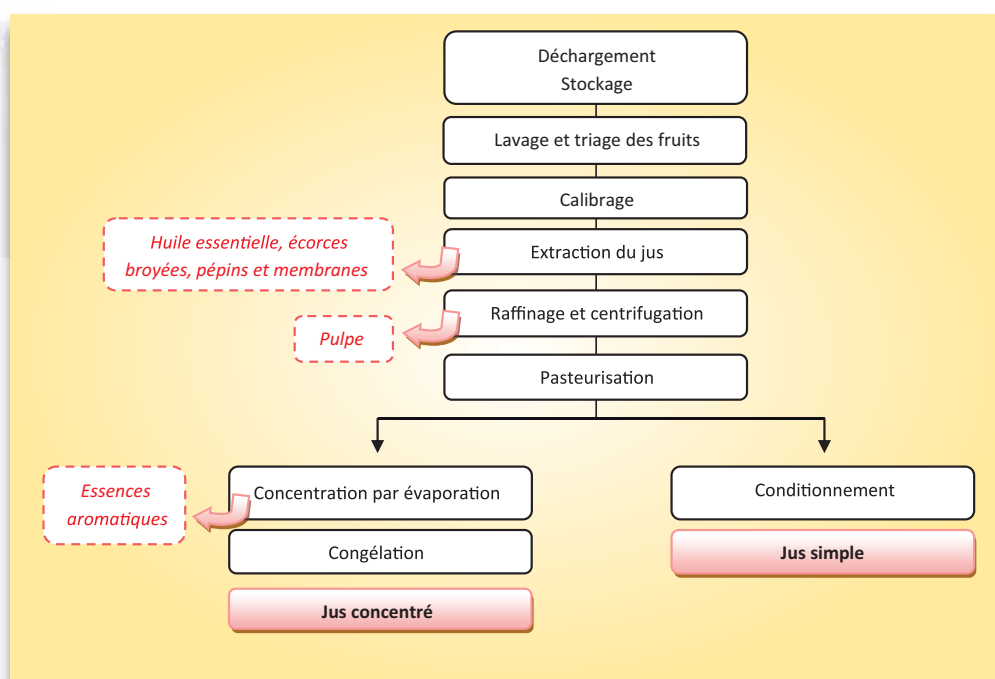 Déchargement
Stockage
Lavage et triage des fruits
Calibrage
Huile essentielle, écorces
broyées, pépins et membranes
Extraction du jus
Raffinage et centrifugation
Pulpe
Pasteurisation
Essences
aromatiques
Concentration par évaporation
Congélation
Jus concentré
Conditionnement
Jus simple